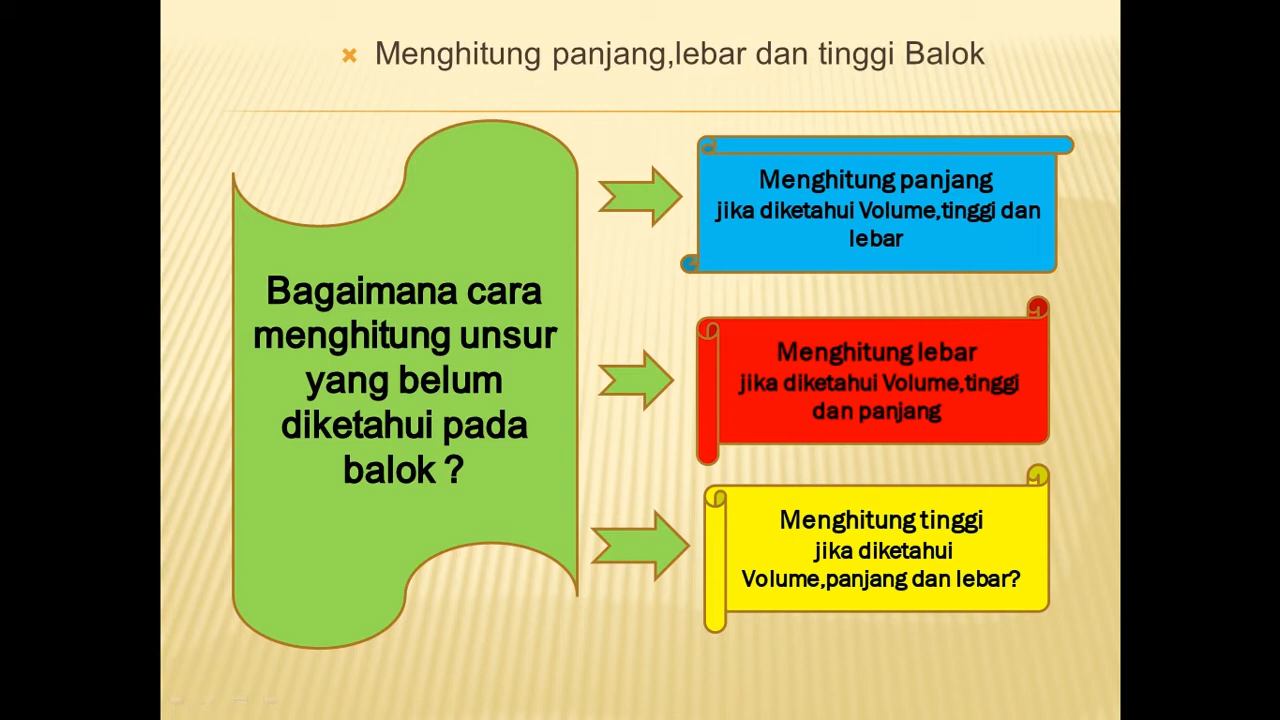 Menghitung panjang,lebar dan tinggi Balok
Bagaimana cara
menghitung unsur
yang belum
diketahui pada
balok ?
Menghitung panjang
jika diketahui Volume,tinggi dan
lebar
Menghitung lebar
jika diketahui Volume,tinggi
dan panjang
Menghitung tinggi
jika diketahui
Volume,panjang dan lebar?